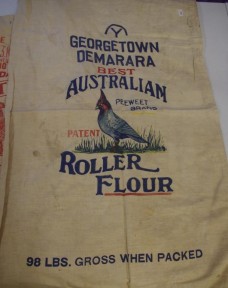 GEORGETOWN
DEMARARA
BEST
AUSTRALIAN
PEEWEET
BRAND
PATENT
ROLLER
FLOUR
98 LBS. GROSS WHEN PACKED